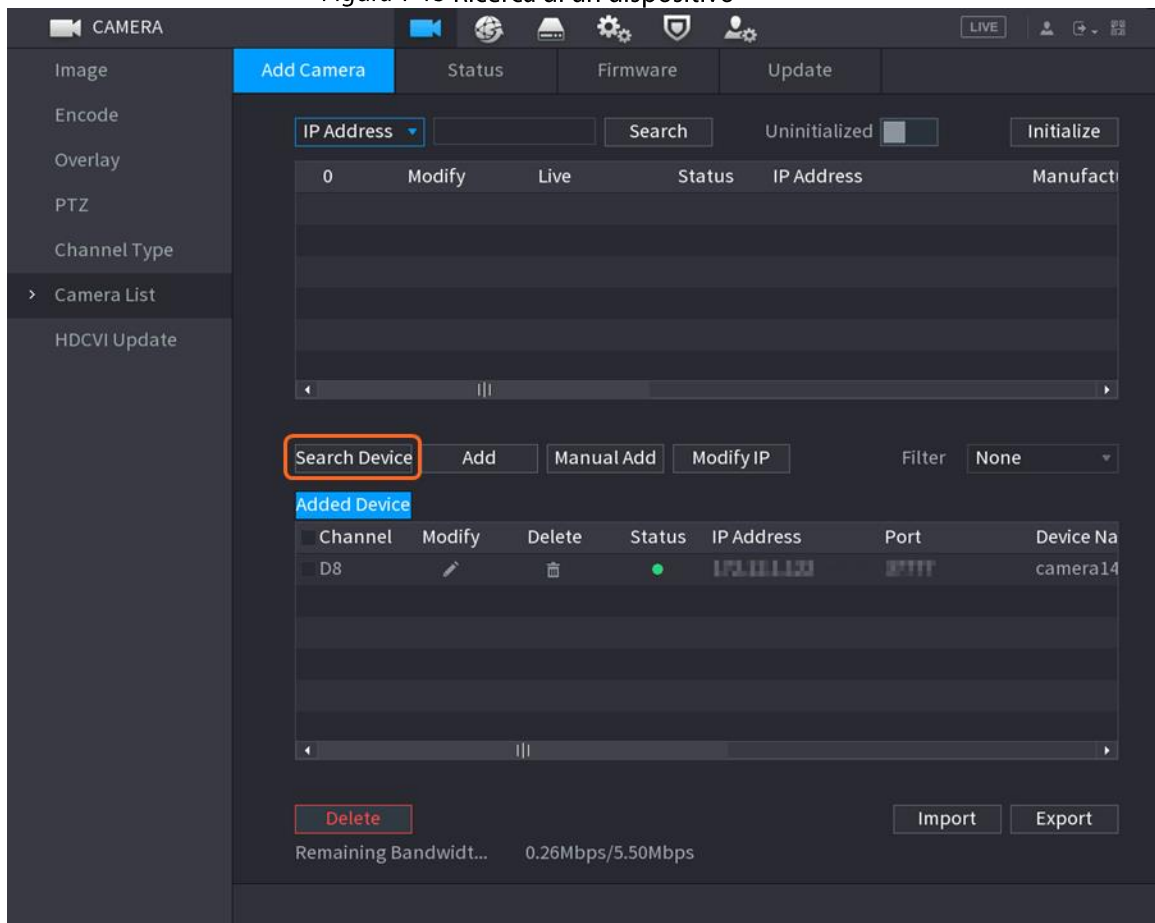 Ricerca di un dispositivo
CAMERA
LIVE
Image
Encode
Overlay
PTZ
Channel Type
Camera List
HDCVI Update
Add Camera Status Firmware Update
IP Address Search Uninitialized Initialize
0 Modify Live Status IP Address Manufactu
Search Device Add Manual Add Modify IP Filter None
Added Device
Channel Modify Delete Status IP Address Port Device Na
D8 camera14
Delete Import Export
Remaining Bandwidt... 0.26Mbps/5.50Mbps